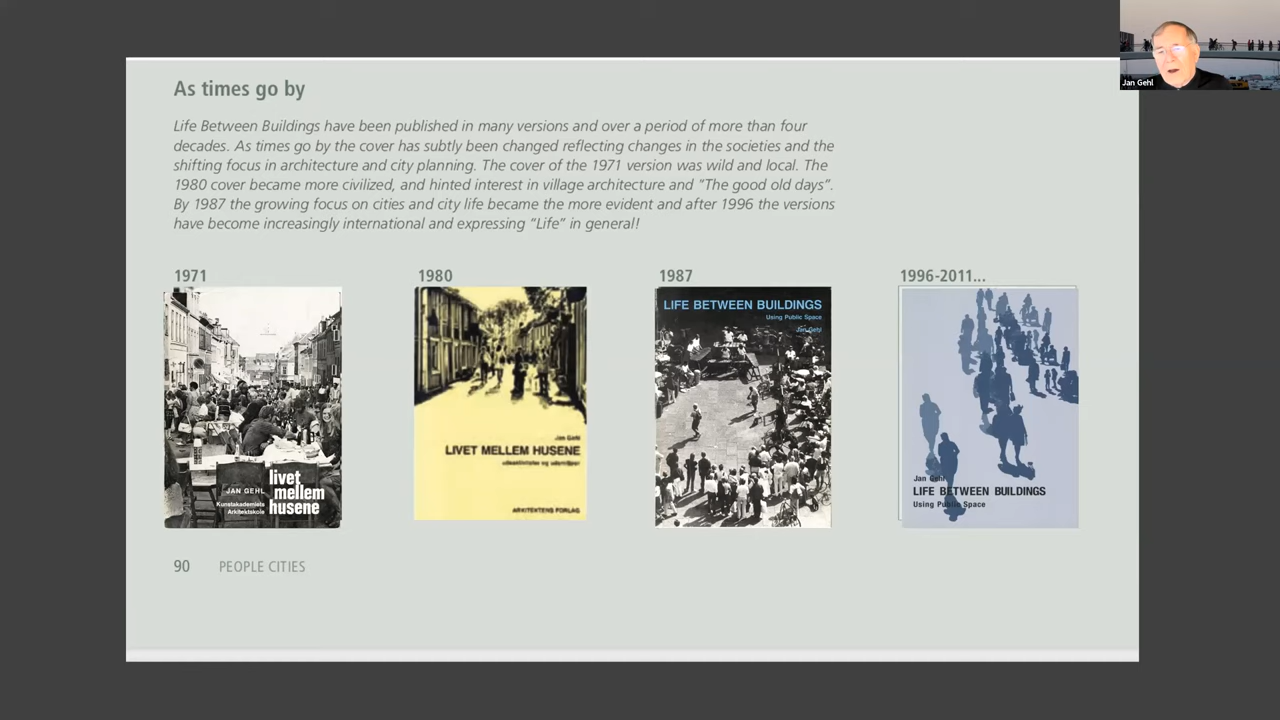 Jan Gehl
As times go by
Life Between Buildings have been published in many versions and over a period of more than four
decades. As times go by the cover has subtly been changed reflecting changes in the societies and the
shifting focus in architecture and city planning. The cover of the 1971 version was wild and local. The
1980 cover became more civilized, and hinted interest in village architecture and "The good old days".
By 1987 the growing focus on cities and city life became the more evident and after 1996 the versions
have become increasingly international and expressing "Life" in general!
1971
livet
mellem
husene
JAN GEHL
Kunstakademiets
Arkitektskole
1980
Jan Gehl
LIVET MELLEM HUSENE
udeaktiviteter og udemiljøer
ARKITEKTENS FORLAG
1987
LIFE BETWEEN BUILDINGS
Using Public Space
Jan Gehl
1996-2011...
Jan Gehl
LIFE BETWEEN BUILDINGS
Using Public Space
90 PEOPLE CITIES